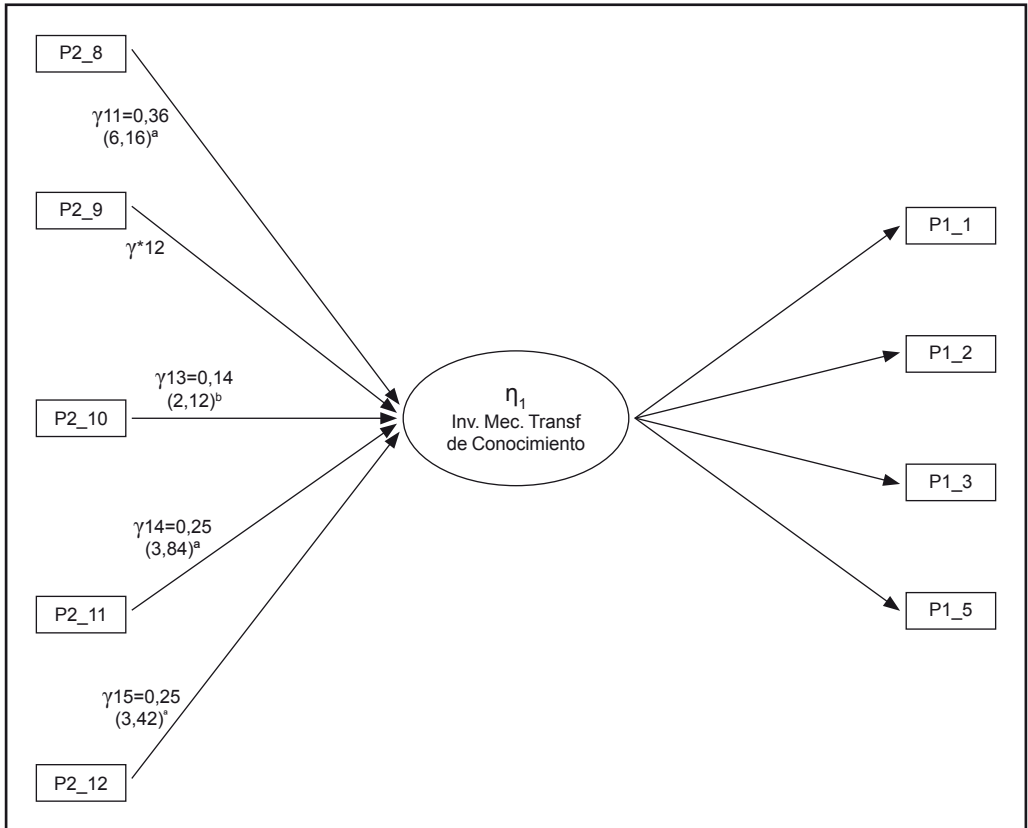 P2_8
γ11=0,36
(6,16)ª
P2_9
γ*12
P2_10
γ13=0,14
(2,12)ᵇ
P2_11
γ14=0,25
(3,84)ª
P2_12
γ15=0,25
(3,42)ª
η₁
Inv. Mec. Transf
de Conocimiento
P1_1
P1_2
P1_3
P1_5